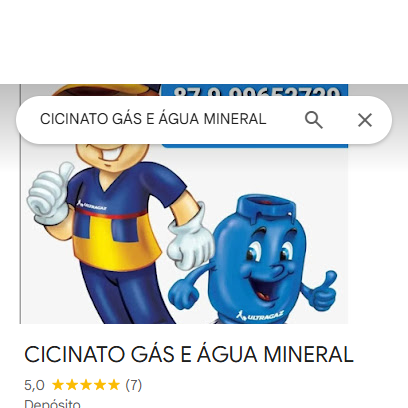 CICINATO GÁS E ÁGUA MINERAL
ULTRAGAZ
ULTRAGAZ
CICINATO GÁS E ÁGUA MINERAL
5,0 ★★★★★ (7)
Depósito